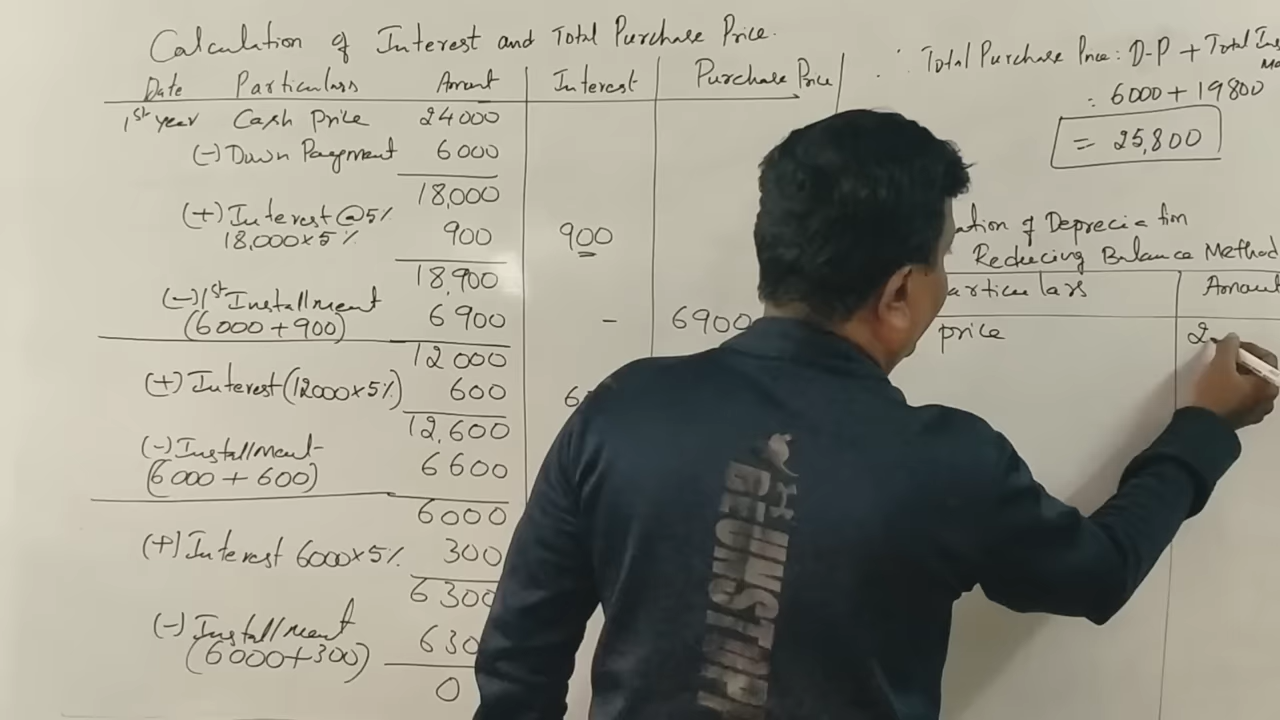 Calculation of Interest and Total Purchase Price.
Date Particulars Amount Interest Purchase Price
1st year Cash price 24000
(-) Down Payment 6000
18,000
(+) Interest @5%
18,000×5% 900 900
18,900
(-) 1st Installment
(6000+900) 6900 - 6900
12000
(+) Interest (12000×5%) 600
12,600
(-) Installment
(6000+600) 6600
6000
(+) Interest 6000×5% 300
6300
(-) Installment
(6000+300)
0
∴ Total Purchase Price: D-P + Total
: 6000+19800
= 25,800
of Depreciation
Reducing Balance Method
price 2